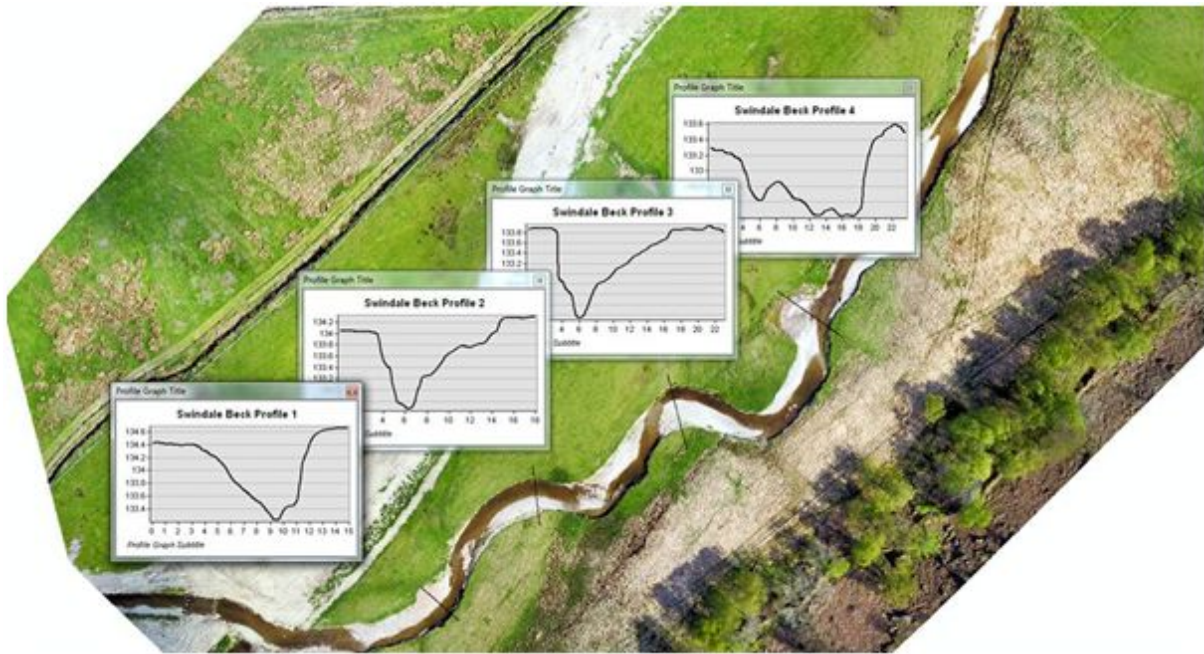 Profile Graph Title
Swindale Beck Profile 4
133.6
133.4
133.2
133
4 6 8 10 12 14 16 18 20 22
Subtitle
Profile Graph Title
Swindale Beck Profile 3
133.8
133.6
133.4
133.2
4 6 8 10 12 14 16 18 20 22
Subtitle
Profile Graph Title
Swindale Beck Profile 2
134.2
134
133.8
133.6
133.4
133.2
4 6 8 10 12 14 16 18
Subtitle
Profile Graph Title
Swindale Beck Profile 1
134.6
134.4
134.2
134
133.8
133.6
133.4
0 1 2 3 4 5 6 7 8 9 10 11 12 13 14 15
Profile Graph Subtitle